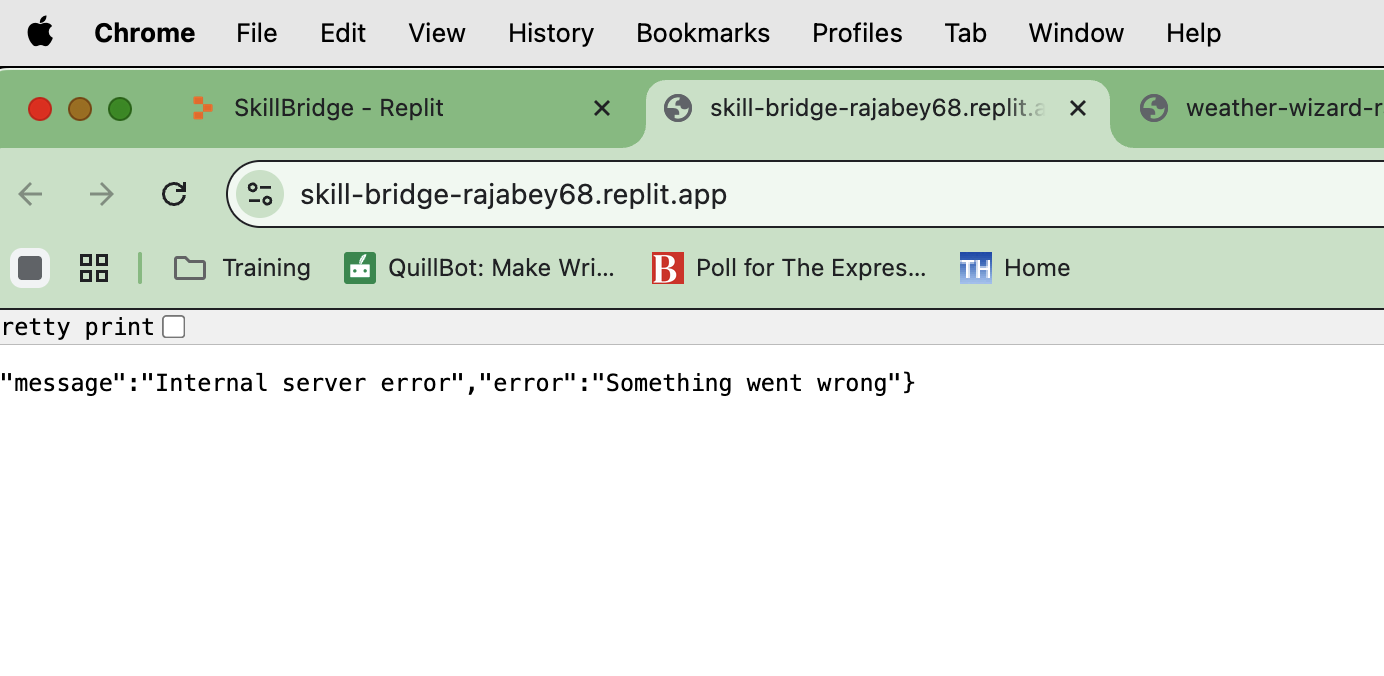 Chrome File Edit View History Bookmarks Profiles Tab Window Help
SkillBridge - Replit skill-bridge-rajabey68.replit.a weather-wizard-r
skill-bridge-rajabey68.replit.app
Training QuillBot: Make Wri... B Poll for The Expres... TH Home
retty print
"message":"Internal server error","error":"Something went wrong"}